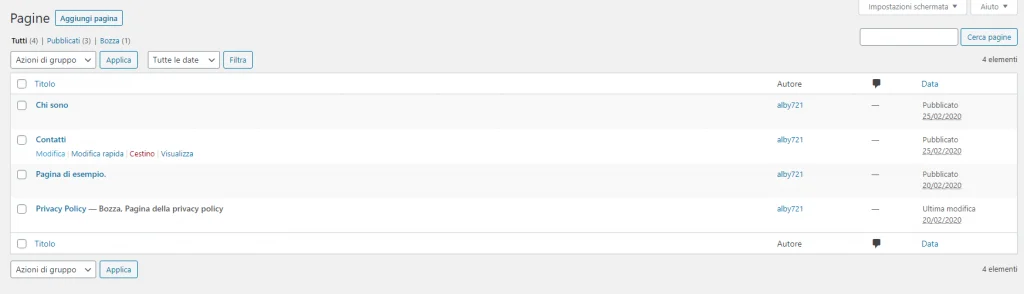 Impostazioni schermata ▼ Aiuto ▼
Pagine Aggiungi pagina
Tutti (4) | Pubblicati (3) | Bozza (1)
Cerca pagine
Azioni di gruppo Applica Tutte le date Filtra 4 elementi
Titolo Autore Data
Chi sono alby721 — Pubblicato
25/02/2020
Contatti alby721 — Pubblicato
Modifica | Modifica rapida | Cestino | Visualizza 25/02/2020
Pagina di esempio. alby721 — Pubblicato
20/02/2020
Privacy Policy — Bozza, Pagina della privacy policy alby721 — Ultima modifica
20/02/2020
Titolo Autore Data
Azioni di gruppo Applica 4 elementi